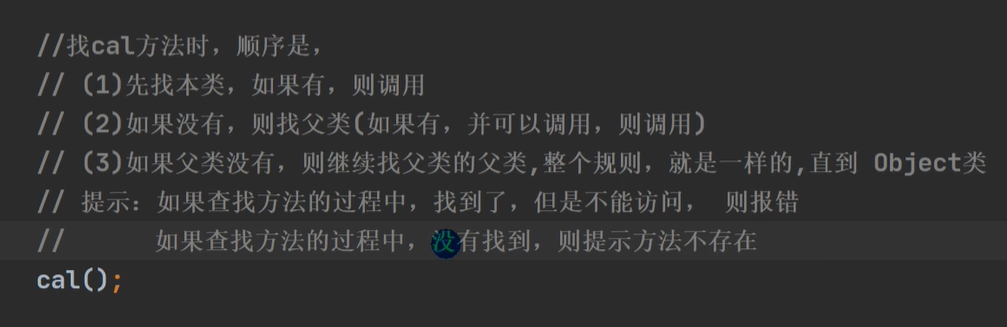 //找cal方法时，顺序是，
// (1)先找本类，如果有，则调用
// (2)如果没有，则找父类(如果有，并可以调用，则调用)
// (3)如果父类没有，则继续找父类的父类,整个规则，就是一样的,直到 Object类
// 提示：如果查找方法的过程中，找到了，但是不能访问， 则报错
//      如果查找方法的过程中，没有找到，则提示方法不存在
cal();